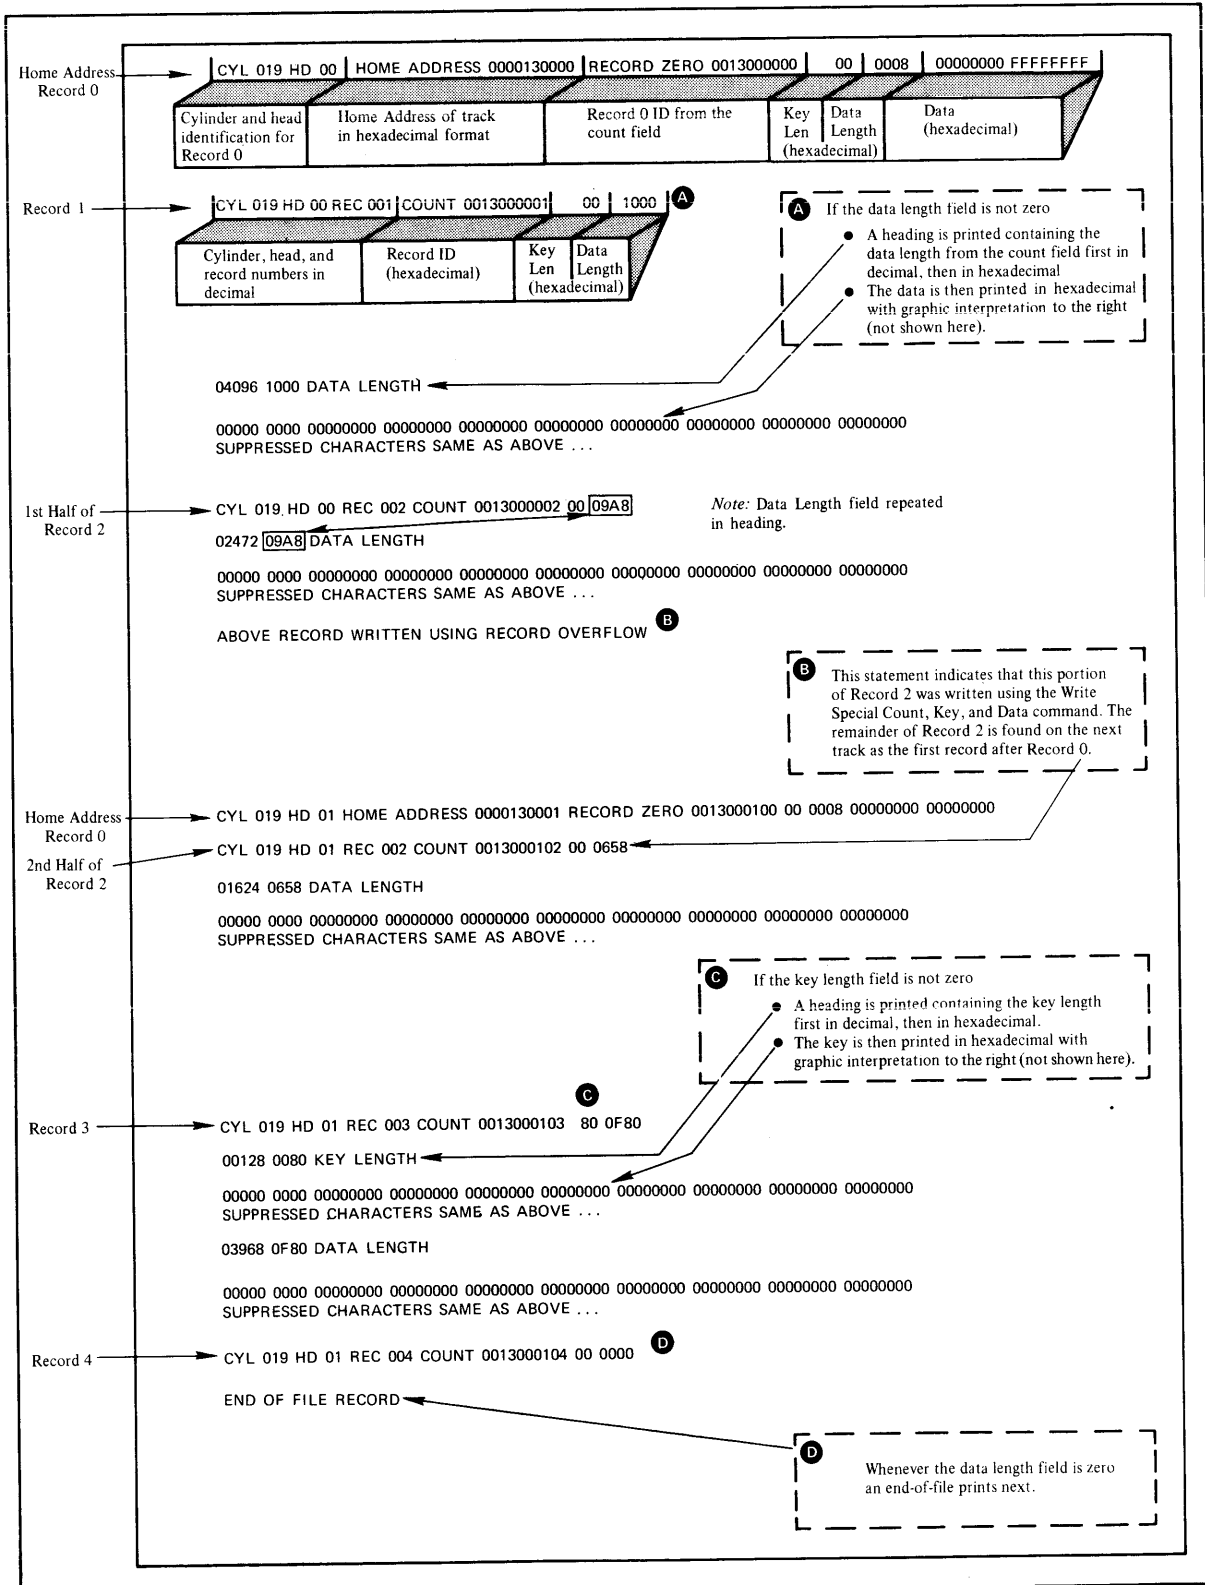 Home Address
Record 0
CYL 019 HD 00 HOME ADDRESS 0000130000 RECORD ZERO 0013000000 00 0008 00000000 FFFFFFFF
Cylinder and head
identification for
Record 0
Home Address of track
in hexadecimal format
Record 0 ID from the
count field
Key
Len
Data
Length
(hexadecimal)
Data
(hexadecimal)
Record 1
CYL 019 HD 00 REC 001 COUNT 0013000001 00 1000 A
Cylinder, head, and
record numbers in
decimal
Record ID
(hexadecimal)
Key
Len
Data
Length
(hexadecimal)
A If the data length field is not zero
● A heading is printed containing the
data length from the count field first in
decimal, then in hexadecimal
● The data is then printed in hexadecimal
with graphic interpretation to the right
(not shown here).
04096 1000 DATA LENGTH
00000 0000 00000000 00000000 00000000 00000000 00000000 00000000 00000000 00000000
SUPPRESSED CHARACTERS SAME AS ABOVE ...
1st Half of
Record 2
CYL 019 HD 00 REC 002 COUNT 0013000002 00 09A8
Note: Data Length field repeated
in heading.
02472 09A8 DATA LENGTH
00000 0000 00000000 00000000 00000000 00000000 00000000 00000000 00000000 00000000
SUPPRESSED CHARACTERS SAME AS ABOVE ...
ABOVE RECORD WRITTEN USING RECORD OVERFLOW B
B This statement indicates that this portion
of Record 2 was written using the Write
Special Count, Key, and Data command. The
remainder of Record 2 is found on the next
track as the first record after Record 0.
Home Address
Record 0
CYL 019 HD 01 HOME ADDRESS 0000130001 RECORD ZERO 0013000100 00 0008 00000000 00000000
2nd Half of
Record 2
CYL 019 HD 01 REC 002 COUNT 0013000102 00 0658
01624 0658 DATA LENGTH
00000 0000 00000000 00000000 00000000 00000000 00000000 00000000 00000000 00000000
SUPPRESSED CHARACTERS SAME AS ABOVE ...
C If the key length field is not zero
● A heading is printed containing the key length
first in decimal, then in hexadecimal.
● The key is then printed in hexadecimal with
graphic interpretation to the right (not shown here).
C
Record 3
CYL 019 HD 01 REC 003 COUNT 0013000103 80 0F80
00128 0080 KEY LENGTH
00000 0000 00000000 00000000 00000000 00000000 00000000 00000000 00000000 00000000
SUPPRESSED CHARACTERS SAME AS ABOVE ...
03968 0F80 DATA LENGTH
00000 0000 00000000 00000000 00000000 00000000 00000000 00000000 00000000 00000000
SUPPRESSED CHARACTERS SAME AS ABOVE ...
Record 4
CYL 019 HD 01 REC 004 COUNT 0013000104 00 0000 D
END OF FILE RECORD
D
Whenever the data length field is zero
an end-of-file prints next.